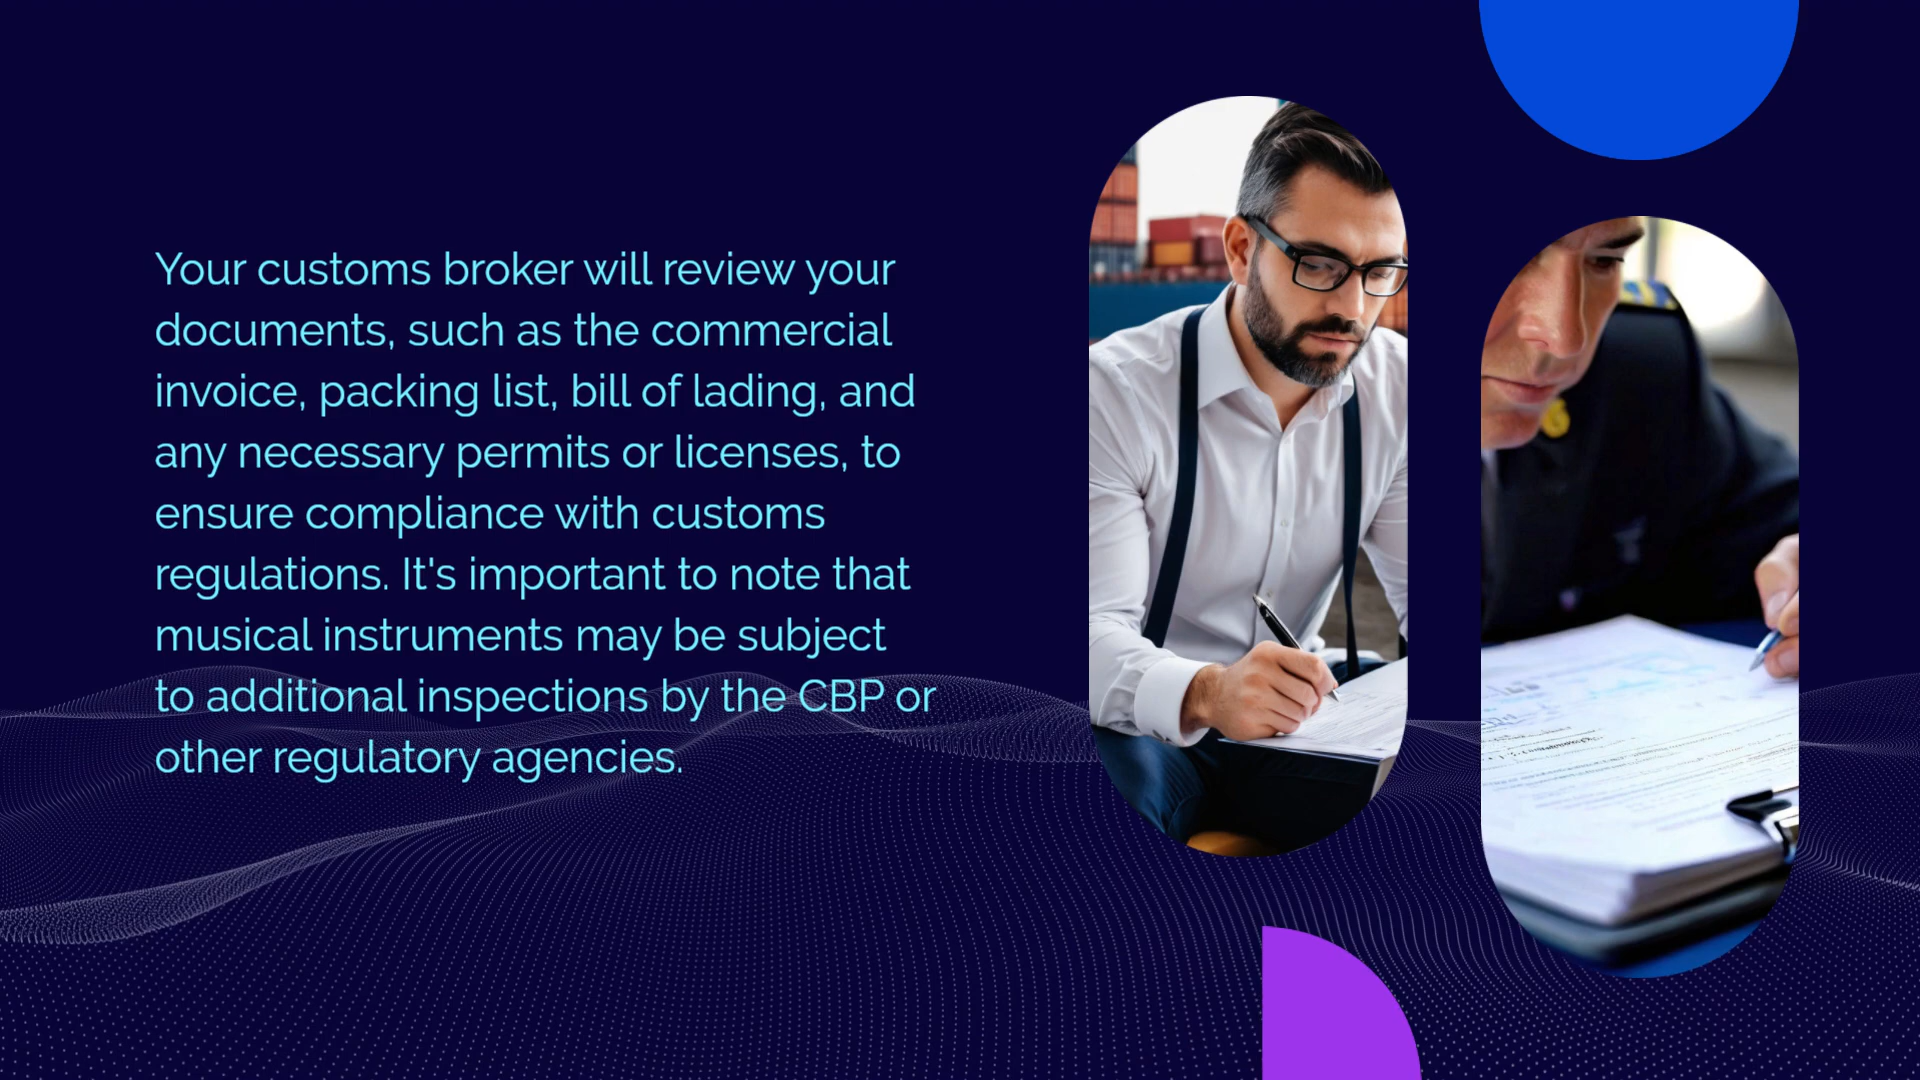 Your customs broker will review your
documents, such as the commercial
invoice, packing list, bill of lading, and
any necessary permits or licenses, to
ensure compliance with customs
regulations. It's important to note that
musical instruments may be subject
to additional inspections by the CBP or
other regulatory agencies.